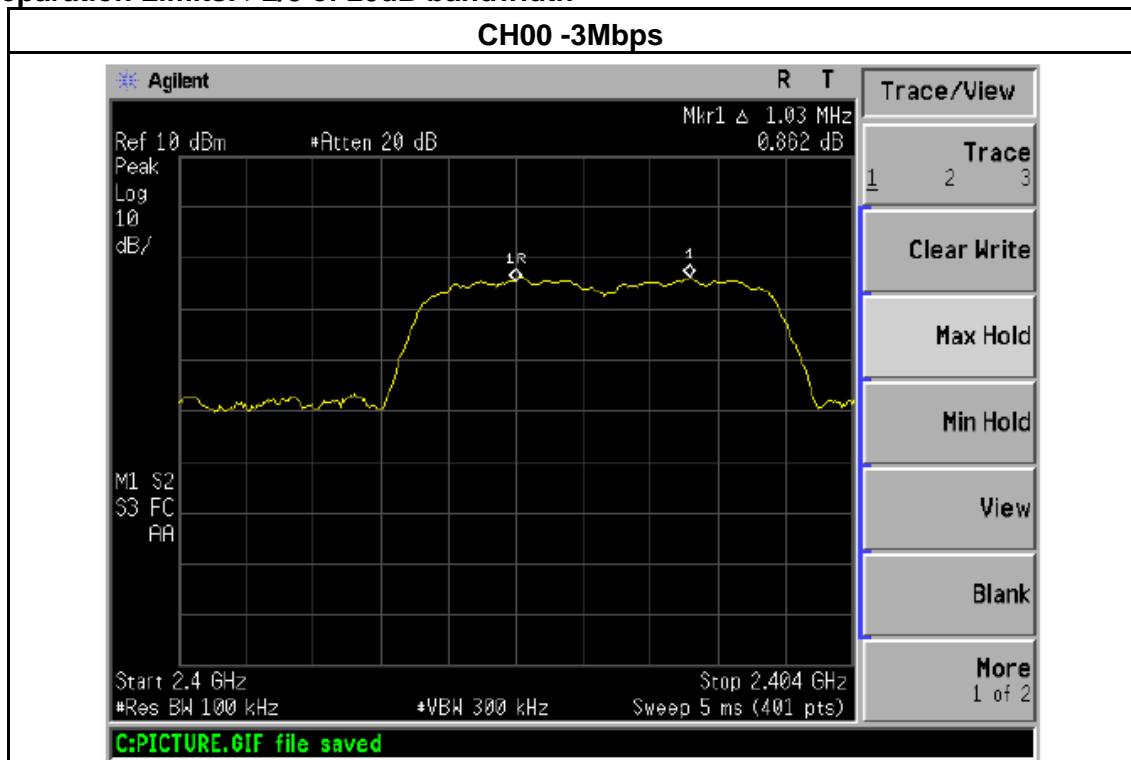 CH00 -3Mbps
Agilent R T
Mkr1 Δ 1.03 MHz
Ref 10 dBm #Atten 20 dB 0.862 dB
Peak
Log
10
dB/
1R
1
M1 S2
S3 FC
AA
Start 2.4 GHz Stop 2.404 GHz
#Res BW 100 kHz #VBW 300 kHz Sweep 5 ms (401 pts)
C:PICTURE.GIF file saved
Trace/View
Trace
1 2 3
Clear Write
Max Hold
Min Hold
View
Blank
More
1 of 2